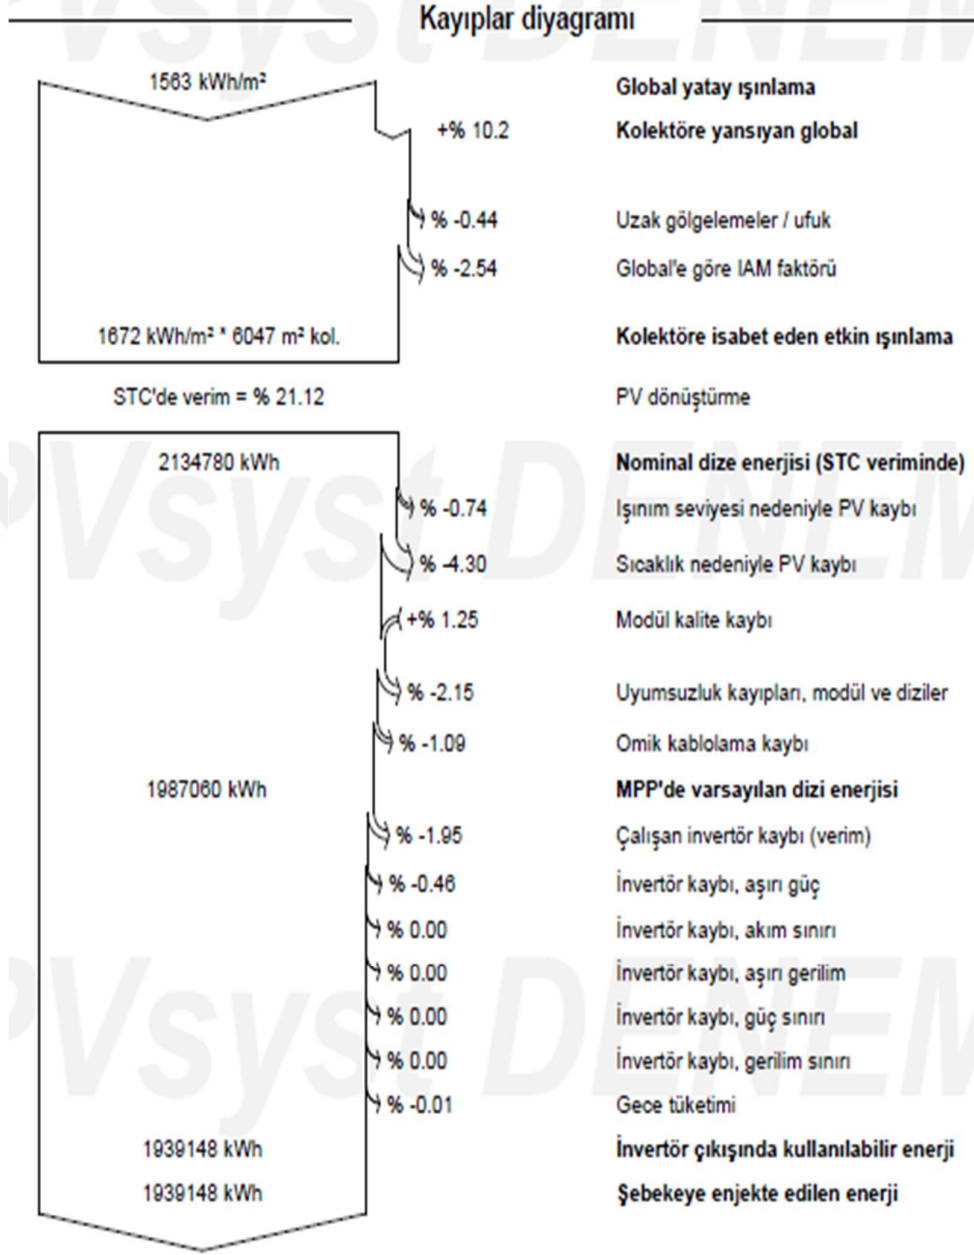 Kayıplar diyagramı
1563 kWh/m² Global yatay ışınlama
+% 10.2 Kolektöre yansıyan global
% -0.44 Uzak gölgelemeler / ufuk
% -2.54 Global'e göre IAM faktörü
1672 kWh/m² * 6047 m² kol. Kolektöre isabet eden etkin ışınlama
STC'de verim = % 21.12 PV dönüştürme
2134780 kWh Nominal dize enerjisi (STC veriminde)
% -0.74 Işınım seviyesi nedeniyle PV kaybı
% -4.30 Sıcaklık nedeniyle PV kaybı
+% 1.25 Modül kalite kaybı
% -2.15 Uyumsuzluk kayıpları, modül ve diziler
% -1.09 Omik kablolama kaybı
1987060 kWh MPP'de varsayılan dizi enerjisi
% -1.95 Çalışan invertör kaybı (verim)
% -0.46 İnvertör kaybı, aşırı güç
% 0.00 İnvertör kaybı, akım sınırı
% 0.00 İnvertör kaybı, aşırı gerilim
% 0.00 İnvertör kaybı, güç sınırı
% 0.00 İnvertör kaybı, gerilim sınırı
% -0.01 Gece tüketimi
1939148 kWh İnvertör çıkışında kullanılabilir enerji
1939148 kWh Şebekeye enjekte edilen enerji
PVsyst DENEM
PVsyst DENEM
PVsyst DENEM